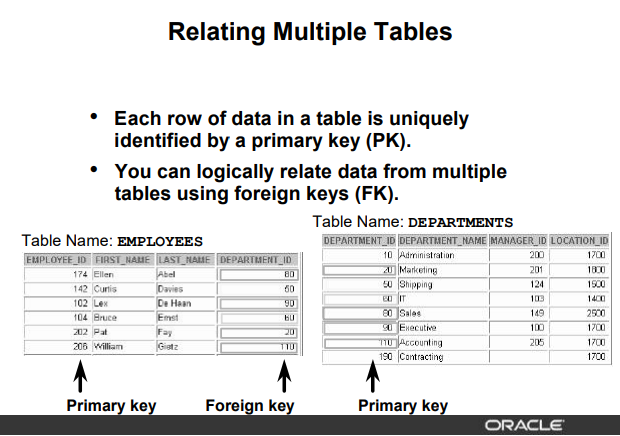 Relating Multiple Tables
• Each row of data in a table is uniquely
identified by a primary key (PK).
• You can logically relate data from multiple
tables using foreign keys (FK).
Table Name: EMPLOYEES
EMPLOYEE_ID FIRST_NAME LAST_NAME DEPARTMENT_ID
174 Ellen Abel 80
142 Curtis Davies 50
102 Lex De Haan 90
104 Bruce Ernst 60
202 Pat Fay 20
206 William Gietz 110
Primary key Foreign key
Table Name: DEPARTMENTS
DEPARTMENT_ID DEPARTMENT_NAME MANAGER_ID LOCATION_ID
10 Administration 200 1700
20 Marketing 201 1800
50 Shipping 124 1500
60 IT 103 1400
80 Sales 149 2500
90 Executive 100 1700
110 Accounting 205 1700
190 Contracting 1700
Primary key
ORACLE